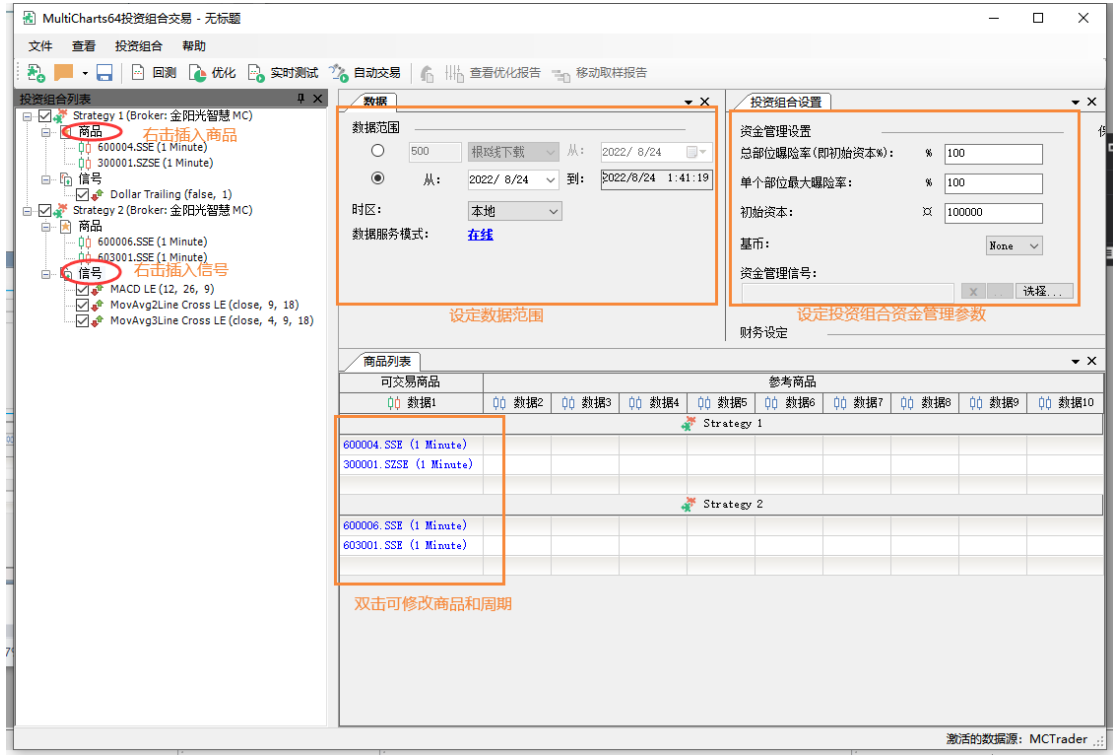 MultiCharts64投资组合交易 - 无标题
文件 查看 投资组合 帮助
回测 优化 实时测试 自动交易 查看优化报告 移动取样报告
投资组合列表
Strategy 1 (Broker: 金阳光智慧 MC)
商品 右击插入商品
600004.SSE (1 Minute)
300001.SZSE (1 Minute)
信号
Dollar Trailing (false, 1)
Strategy 2 (Broker: 金阳光智慧 MC)
商品
600006.SSE (1 Minute)
603001.SSE (1 Minute)
信号 右击插入信号
MACD LE (12, 26, 9)
MovAvg2Line Cross LE (close, 9, 18)
MovAvg3Line Cross LE (close, 4, 9, 18)
数据
数据范围
500 根K线下载 从: 2022/ 8/24
从: 2022/ 8/24 到: 2022/8/24 1:41:19
时区: 本地
数据服务模式: 在线
设定数据范围
投资组合设置
资金管理设置
总部位曝险率(即初始资本%): % 100
单个部位最大曝险率: % 100
初始资本: ¤ 100000
基币: None
资金管理信号:
X ... 选择...
设定投资组合资金管理参数
财务设定
商品列表
可交易商品 参考商品
数据1 数据2 数据3 数据4 数据5 数据6 数据7 数据8 数据9 数据10
Strategy 1
600004.SSE (1 Minute)
300001.SZSE (1 Minute)
Strategy 2
600006.SSE (1 Minute)
603001.SSE (1 Minute)
双击可修改商品和周期
激活的数据源: MCTrader